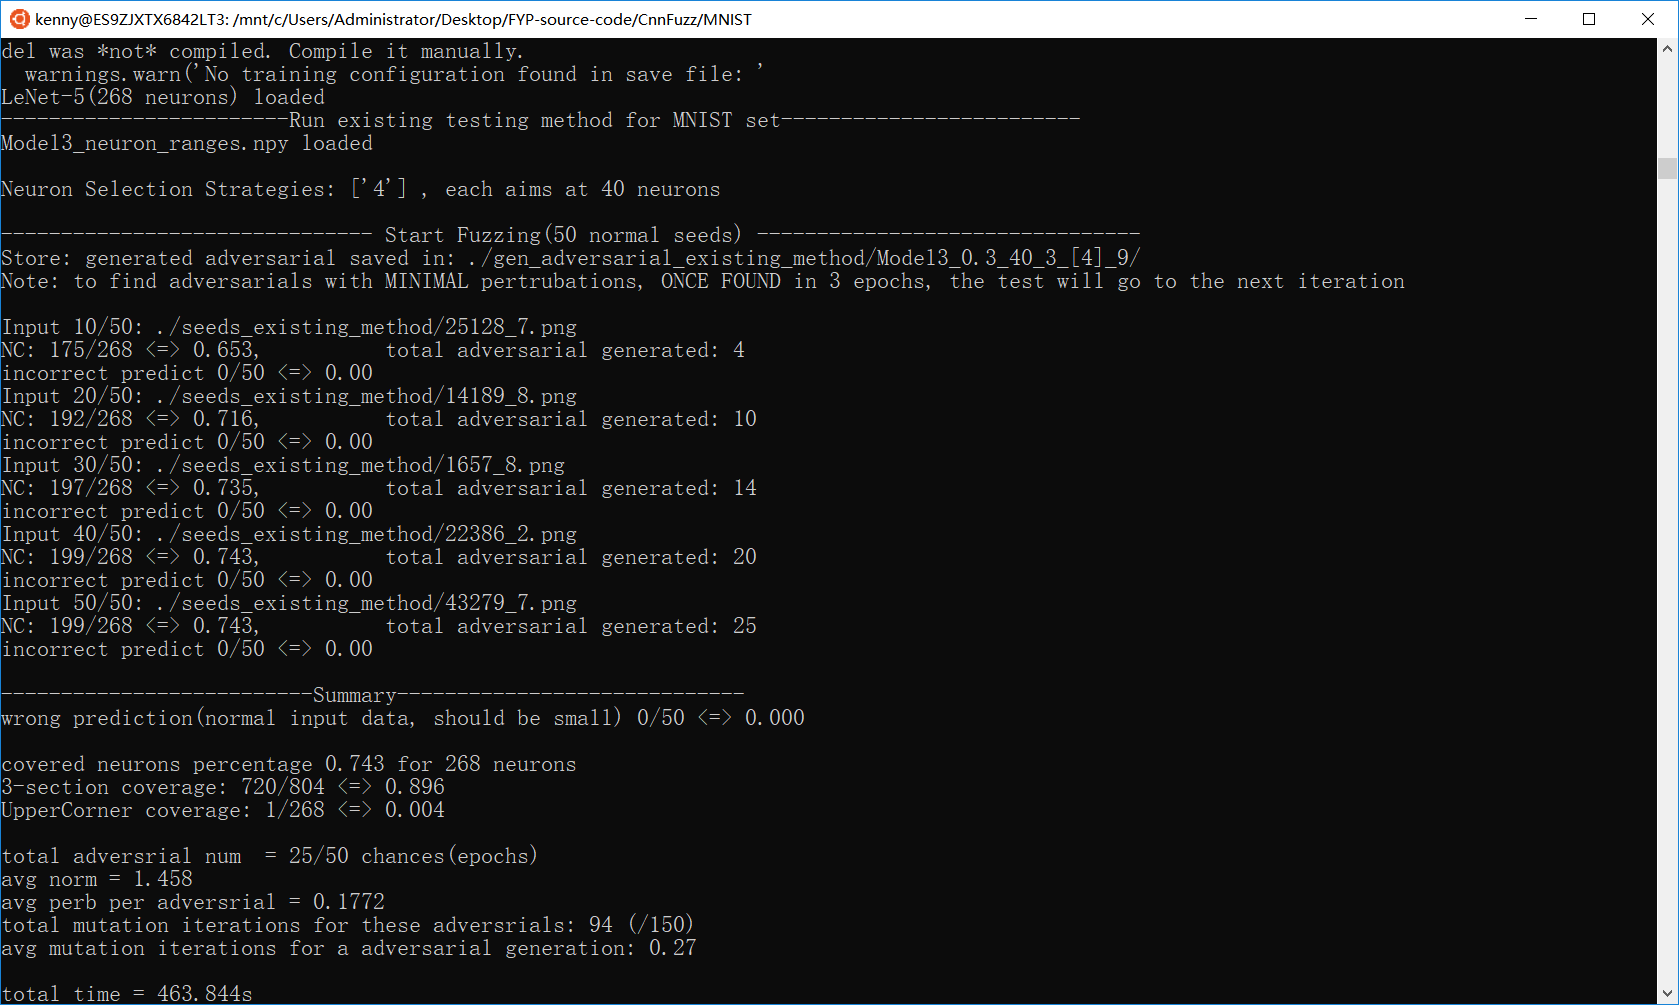 kenny@ES9ZJXTX6842LT3: /mnt/c/Users/Administrator/Desktop/FYP-source-code/CnnFuzz/MNIST
del was *not* compiled. Compile it manually.
  warnings.warn('No training configuration found in save file: '
LeNet-5(268 neurons) loaded
------------------------Run existing testing method for MNIST set-------------------------
Model3_neuron_ranges.npy loaded
Neuron Selection Strategies: ['4'] , each aims at 40 neurons
------------------------------- Start Fuzzing(50 normal seeds) --------------------------------
Store: generated adversarial saved in: ./gen_adversarial_existing_method/Model3_0.3_40_3_[4]_9/
Note: to find adversarials with MINIMAL pertrubations, ONCE FOUND in 3 epochs, the test will go to the next iteration
Input 10/50: ./seeds_existing_method/25128_7.png
NC: 175/268 <=> 0.653,          total adversarial generated: 4
incorrect predict 0/50 <=> 0.00
Input 20/50: ./seeds_existing_method/14189_8.png
NC: 192/268 <=> 0.716,          total adversarial generated: 10
incorrect predict 0/50 <=> 0.00
Input 30/50: ./seeds_existing_method/1657_8.png
NC: 197/268 <=> 0.735,          total adversarial generated: 14
incorrect predict 0/50 <=> 0.00
Input 40/50: ./seeds_existing_method/22386_2.png
NC: 199/268 <=> 0.743,          total adversarial generated: 20
incorrect predict 0/50 <=> 0.00
Input 50/50: ./seeds_existing_method/43279_7.png
NC: 199/268 <=> 0.743,          total adversarial generated: 25
incorrect predict 0/50 <=> 0.00
--------------------------Summary-----------------------------
wrong prediction(normal input data, should be small) 0/50 <=> 0.000
covered neurons percentage 0.743 for 268 neurons
3-section coverage: 720/804 <=> 0.896
UpperCorner coverage: 1/268 <=> 0.004
total adversrial num  = 25/50 chances(epochs)
avg norm = 1.458
avg perb per adversrial = 0.1772
total mutation iterations for these adversrials: 94 (/150)
avg mutation iterations for a adversarial generation: 0.27
total time = 463.844s